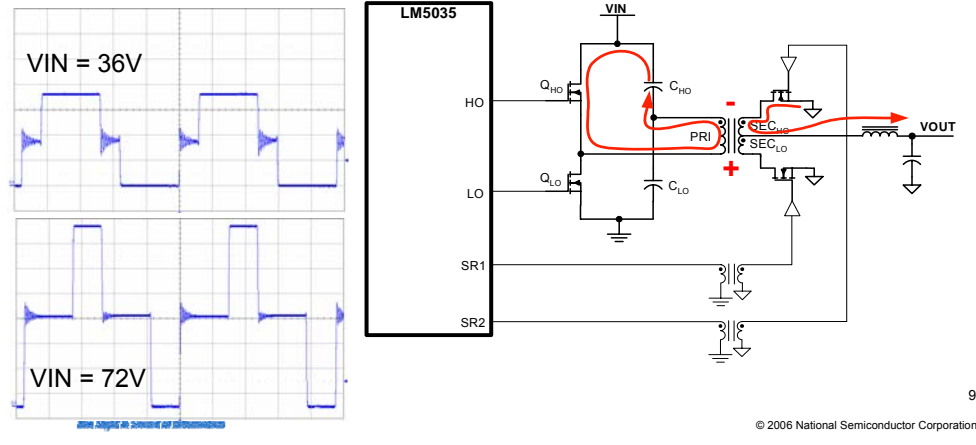 VIN = 36V
VIN = 72V
LM5035
HO
LO
SR1
SR2
VIN
QHO
CHO
QLO
CLO
PRI
-
+
SECHO
SECLO
VOUT
9
© 2006 National Semiconductor Corporation